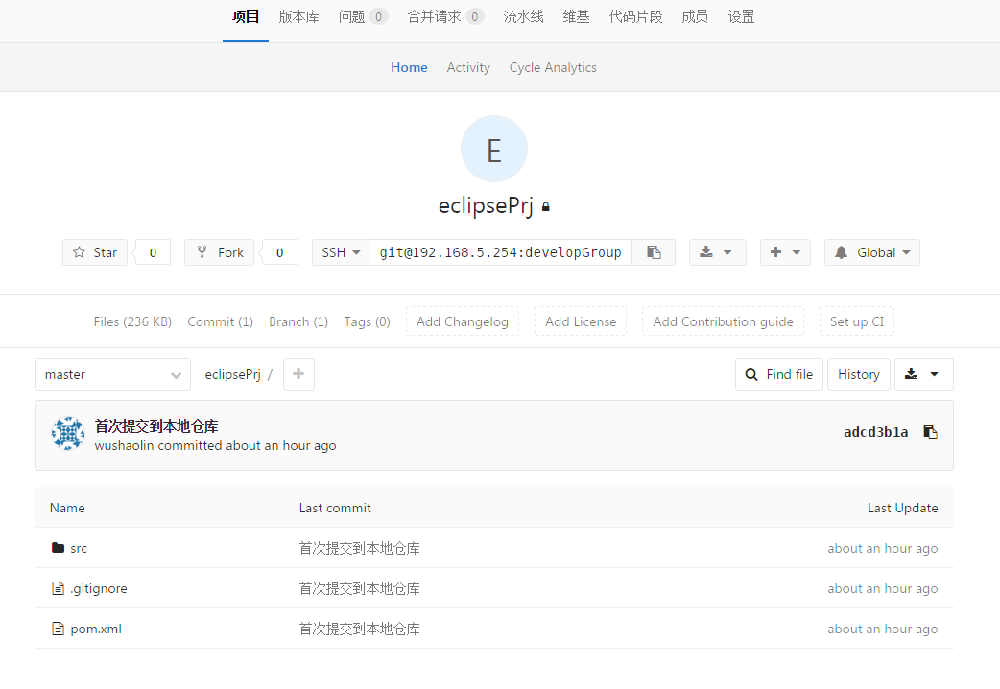 项目 版本库 问题 0 合并请求 0 流水线 维基 代码片段 成员 设置
Home Activity Cycle Analytics
E
eclipsePrj
Star 0 Fork 0 SSH git@192.168.5.254:developGroup Global
Files (236 KB) Commit (1) Branch (1) Tags (0) Add Changelog Add License Add Contribution guide Set up CI
master eclipsePrj / + Find file History
首次提交到本地仓库
wushaolin committed about an hour ago adcd3b1a
Name Last commit Last Update
src 首次提交到本地仓库 about an hour ago
.gitignore 首次提交到本地仓库 about an hour ago
pom.xml 首次提交到本地仓库 about an hour ago